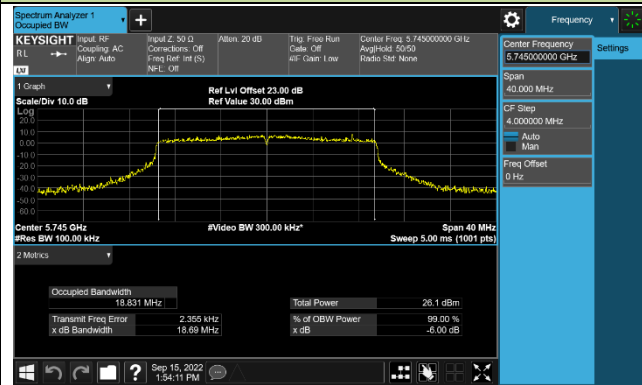 Spectrum Analyzer 1
Occupied BW
+
Frequency
KEYSIGHT
RL
LXI
Input: RF
Coupling: AC
Align: Auto
Input Z: 50 Ω
Corrections: Off
Freq Ref: Int (S)
NFE: Off
Atten: 20 dB
Trig: Free Run
Gate: Off
#IF Gain: Low
Center Freq: 5.745000000 GHz
Avg|Hold: 50/50
Radio Std: None
Center Frequency
5.745000000 GHz
Settings
Span
40.000 MHz
CF Step
4.000000 MHz
Auto
Man
Freq Offset
0 Hz
1 Graph
Scale/Div 10.0 dB
Ref Lvl Offset 23.00 dB
Ref Value 30.00 dBm
Log
20.0
10.0
0.00
-10.0
-20.0
-30.0
-40.0
-50.0
-60.0
Center 5.745 GHz
#Res BW 100.00 kHz
#Video BW 300.00 kHz*
Span 40 MHz
Sweep 5.00 ms (1001 pts)
2 Metrics
Occupied Bandwidth
18.831 MHz
Total Power
26.1 dBm
Transmit Freq Error
2.355 kHz
% of OBW Power
99.00 %
x dB Bandwidth
18.69 MHz
x dB
-6.00 dB
?
Sep 15, 2022
1:54:11 PM